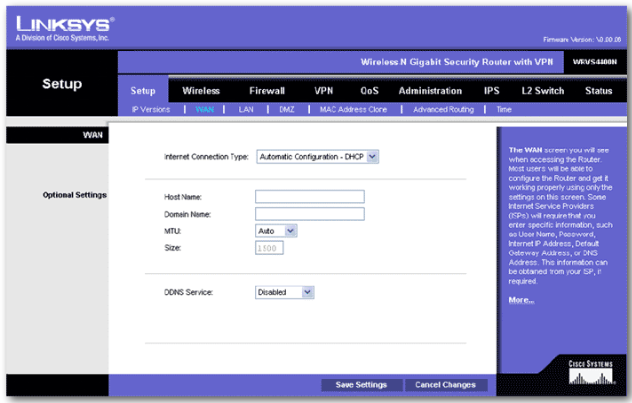 LINKSYS®
A Division of Cisco Systems, Inc.
Firmware Version: V0.00.06
Wireless N Gigabit Security Router with VPN WRVS4400N
Setup
Setup Wireless Firewall VPN QoS Administration IPS L2 Switch Status
IP Versions | WAN | LAN | DMZ | MAC Address Clone | Advanced Routing | Time
WAN
Internet Connection Type: Automatic Configuration - DHCP
Optional Settings
Host Name:
Domain Name:
MTU: Auto
Size: 1500
DDNS Service: Disabled
The WAN screen you will see
when accessing the Router.
Most users will be able to
configure the Router and get it
working properly using only the
settings on this screen. Some
Internet Service Providers
(ISPs) will require that you
enter specific information, such
as User Name, Password,
Internet IP Address, Default
Gateway Address, or DNS
Address. This information can
be obtained from your ISP, if
required.
More...
Save Settings Cancel Changes
CISCO SYSTEMS